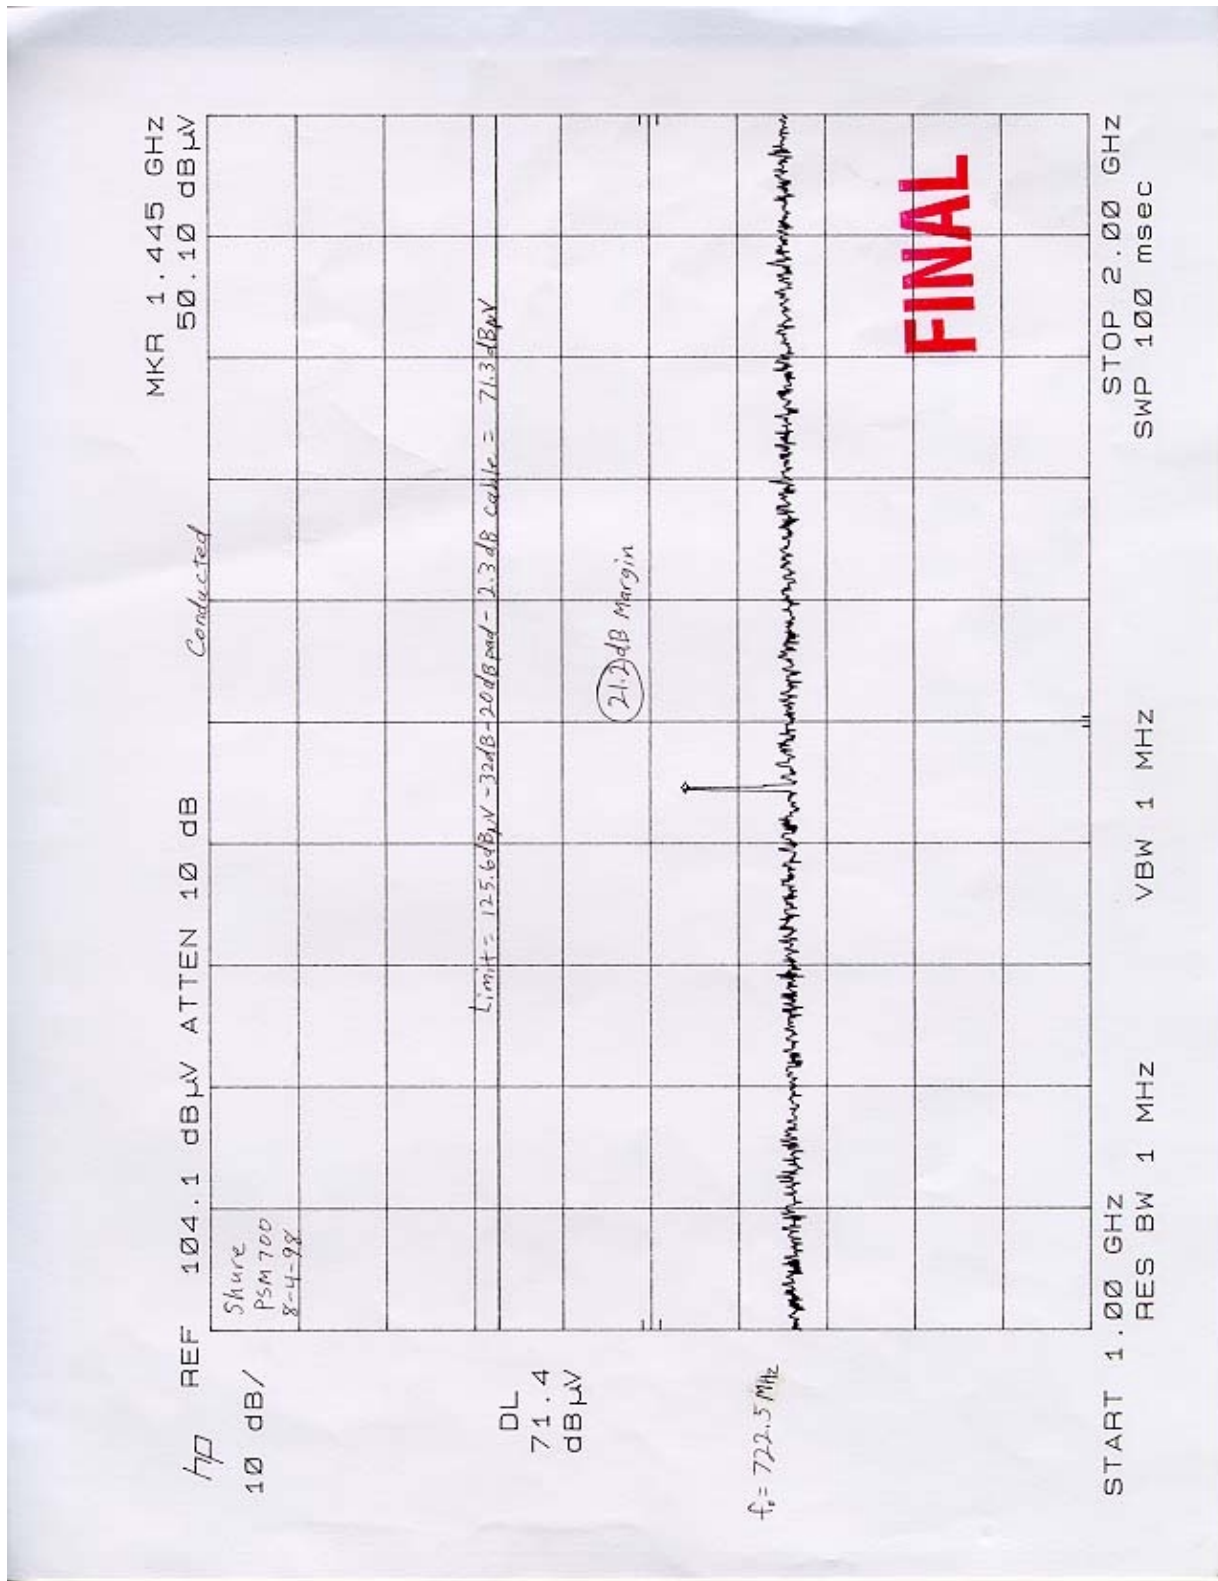 MKR 1.445 GHz
hp REF 104.1 dBµV ATTEN 10 dB 50.10 dBµV
Conducted
10 dB/
Shure
PSM700
8-4-98
Limit = 125.6dBµV - 32dB - 20dB pad - 2.3dB cable = 71.3dBµV
DL
71.4
dBµV
21.2 dB Margin
f₀ = 722.5 MHz
FINAL
START 1.00 GHz STOP 2.00 GHz
RES BW 1 MHz VBW 1 MHz SWP 100 msec